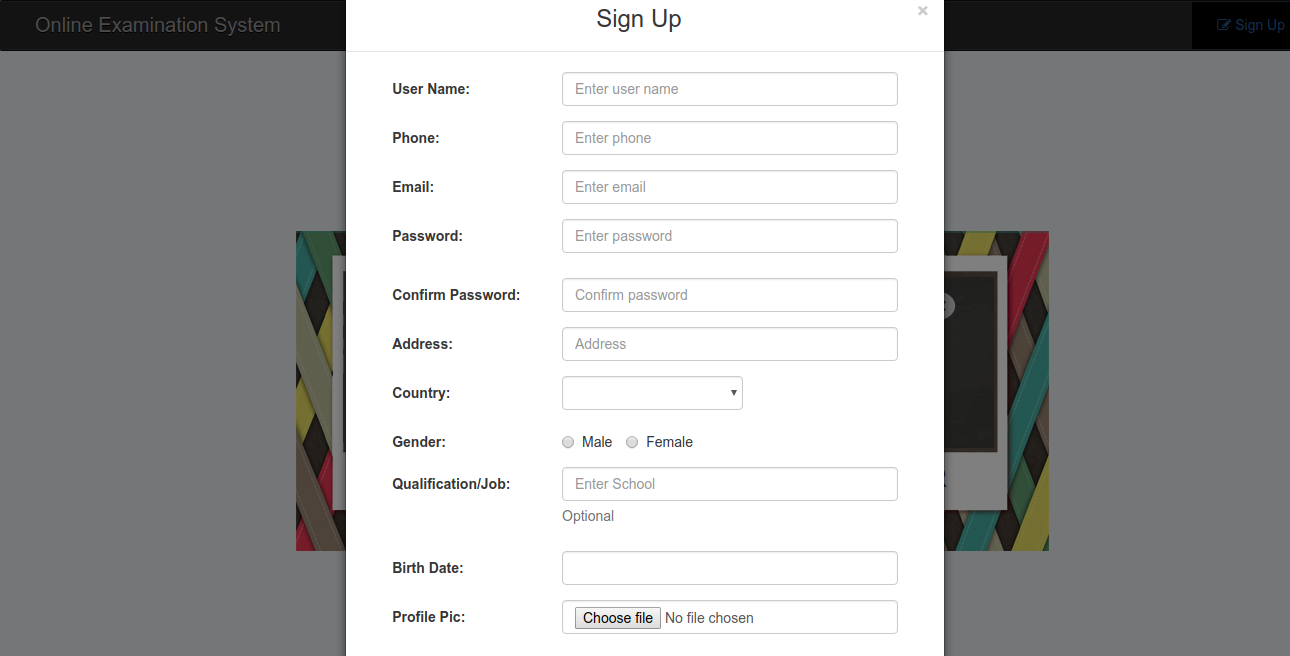 Online Examination System
Sign Up
×
Sign Up
User Name: Enter user name
Phone: Enter phone
Email: Enter email
Password: Enter password
Confirm Password: Confirm password
Address: Address
Country:
Gender: Male Female
Qualification/Job: Enter School
Optional
Birth Date:
Profile Pic: Choose file No file chosen